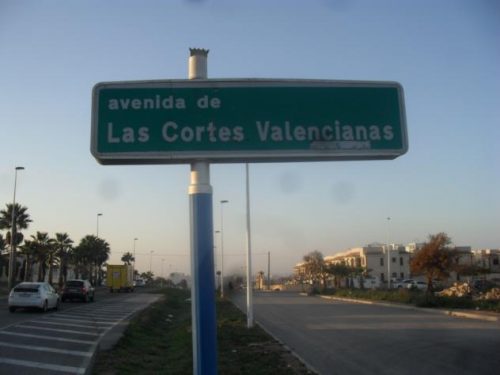 avenida de
Las Cortes Valencianas